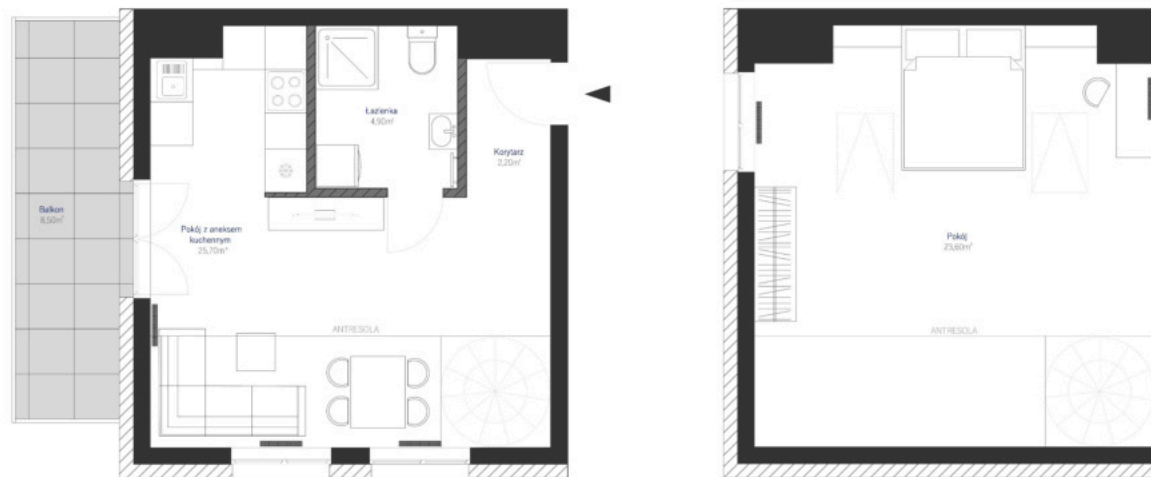 Łazienka
4,90m²
Korytarz
2,20m²
Balkon
8,50m²
Pokój z aneksem
kuchennym
25,70m²
ANTRESOLA
Pokój
23,60m²
ANTRESOLA